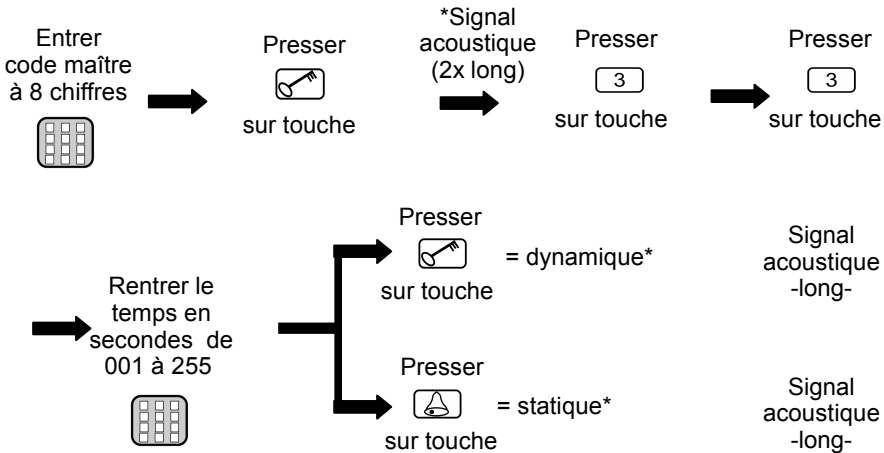 Entrer
code maître
à 8 chiffres
Presser
sur touche
*Signal
acoustique
(2x long)
Presser
3
sur touche
Presser
3
sur touche
Rentrer le
temps en
secondes de
001 à 255
Presser
= dynamique*
sur touche
Signal
acoustique
-long-
Presser
= statique*
sur touche
Signal
acoustique
-long-